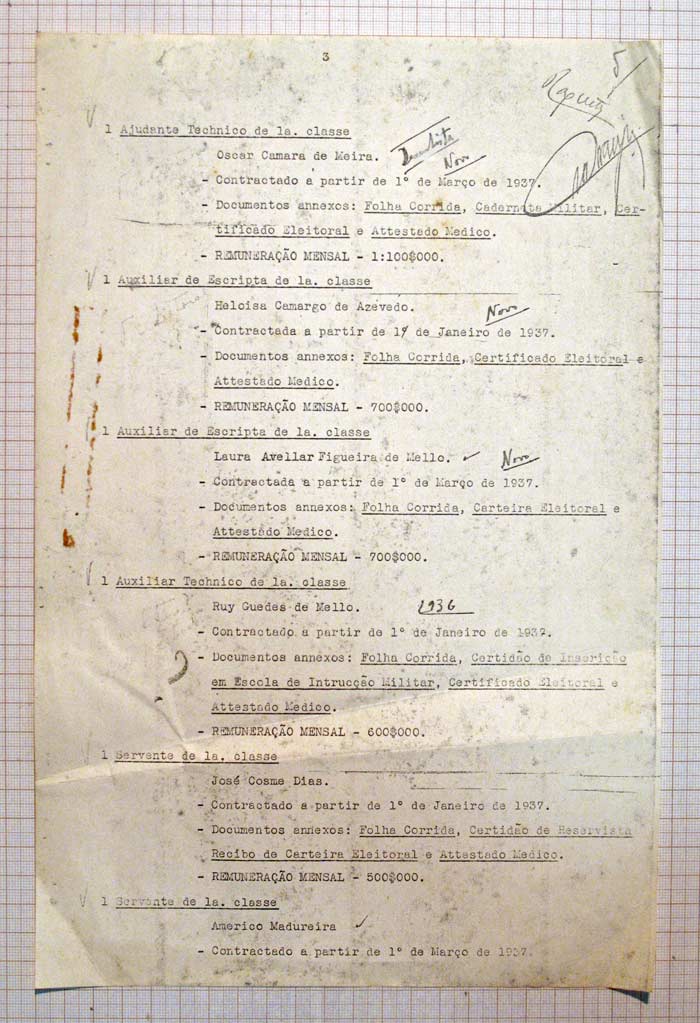 3
5
1 Ajudante Technico de 1a. classe
Oscar Camara de Meira.
Novo
- Contractado a partir de 1º de Março de 1937.
- Documentos annexos: Folha Corrida, Caderneta Militar, Cer-
tificado Eleitoral e Attestado Medico.
- REMUNERAÇÃO MENSAL - 1:100$000.
1 Auxiliar de Escripta de 1a. classe
Heloisa Camargo de Azevedo.
Novo
- Contractada a partir de 1º de Janeiro de 1937.
- Documentos annexos: Folha Corrida, Certificado Eleitoral e
Attestado Medico.
- REMUNERAÇÃO MENSAL - 700$000.
1 Auxiliar de Escripta de 1a. classe
Laura Avellar Figueira de Mello. Novo
- Contractada a partir de 1º de Março de 1937.
- Documentos annexos: Folha Corrida, Carteira Eleitoral e
Attestado Medico.
- REMUNERAÇÃO MENSAL - 700$000.
1 Auxiliar Technico de 1a. classe
Ruy Guedes de Mello. 1936
- Contractado a partir de 1º de Janeiro de 1937.
- Documentos annexos: Folha Corrida, Certidão de Inscrição
em Escola de Intrucção Militar, Certificado Eleitoral e
Attestado Medico.
- REMUNERAÇÃO MENSAL - 600$000.
1 Servente de 1a. classe
José Cosme Dias.
- Contractado a partir de 1º de Janeiro de 1937.
- Documentos annexos: Folha Corrida, Certidão de Reservista
Recibo de Carteira Eleitoral e Attestado Medico.
- REMUNERAÇÃO MENSAL - 500$000.
1 Servente de 1a. classe
Americo Madureira
- Contractado a partir de 1º de Março de 1937.